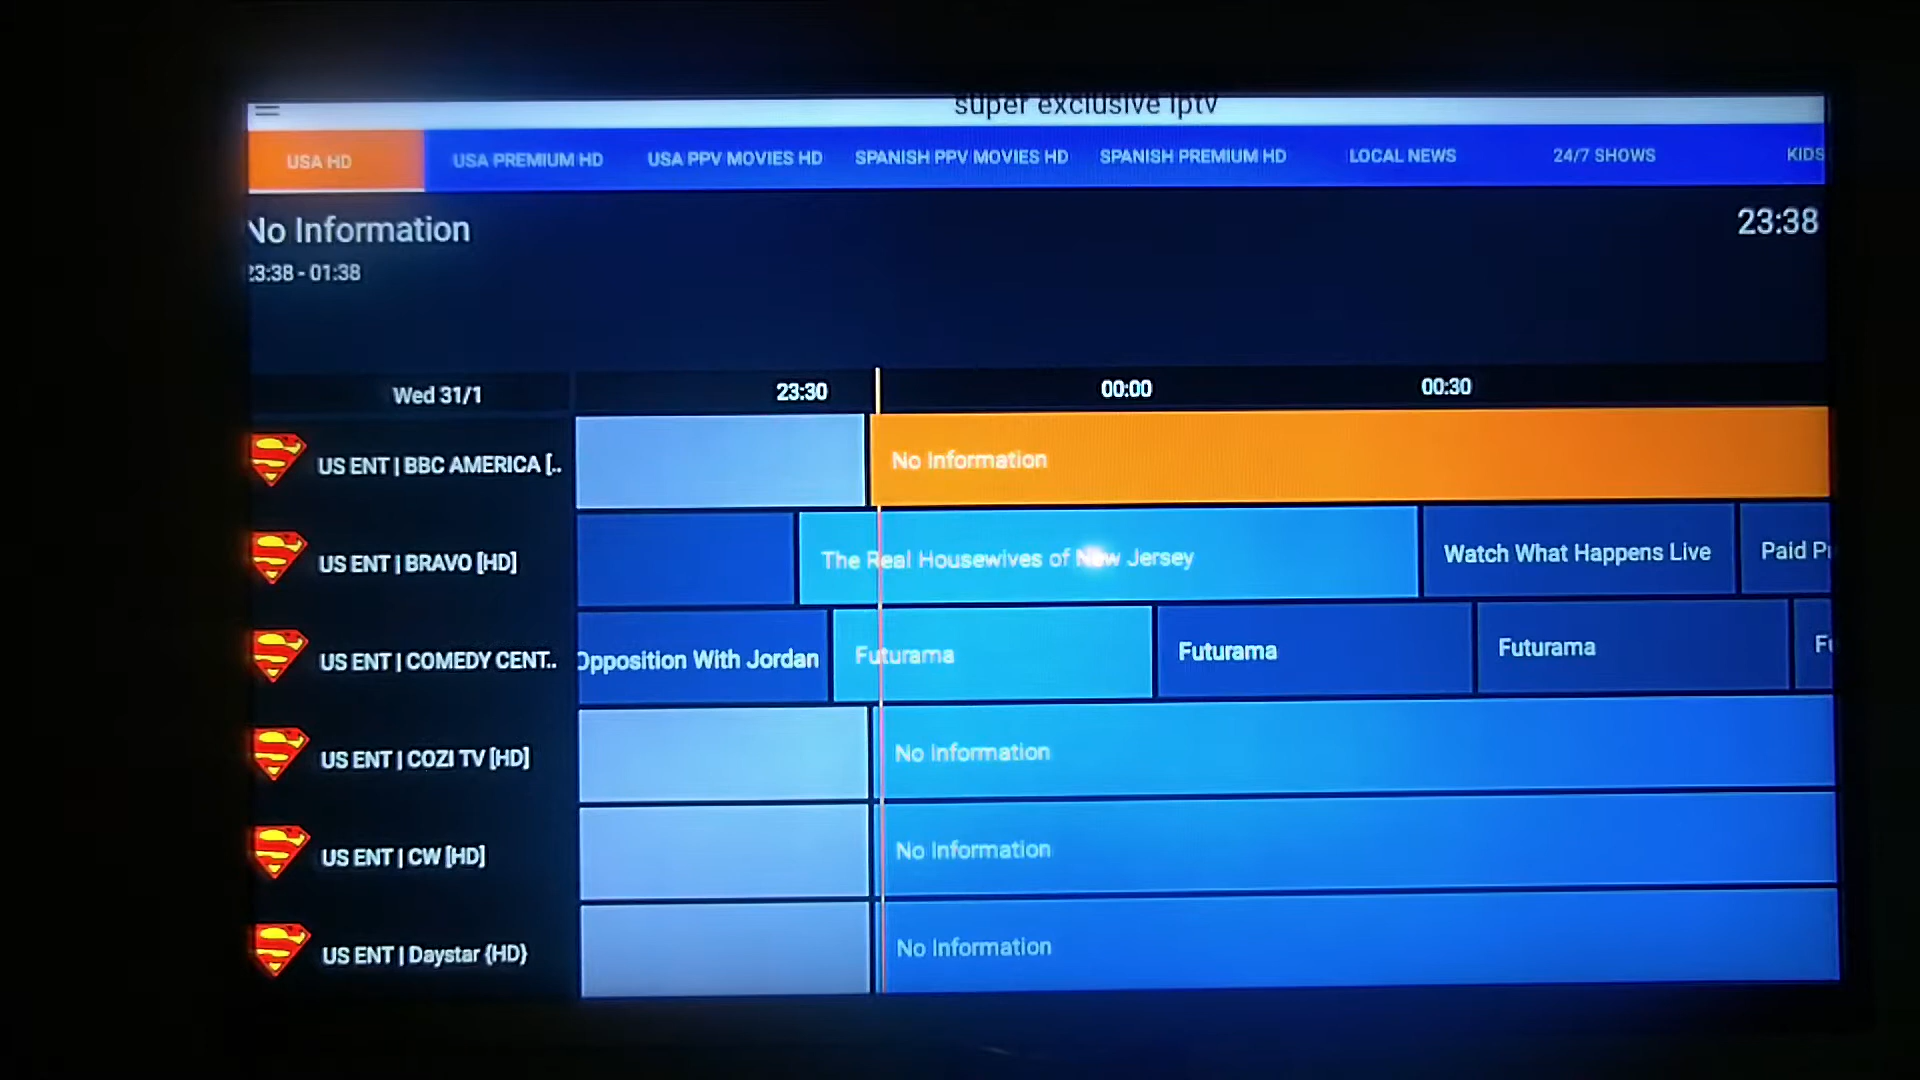 super exclusive iptv
USA HD USA PREMIUM HD USA PPV MOVIES HD SPANISH PPV MOVIES HD SPANISH PREMIUM HD LOCAL NEWS 24/7 SHOWS KIDS
No Information 23:38
23:38 - 01:38
Wed 31/1 23:30 00:00 00:30
US ENT | BBC AMERICA [.. No Information
US ENT | BRAVO [HD] The Real Housewives of New Jersey Watch What Happens Live Paid
US ENT | COMEDY CENT.. Opposition With Jordan Futurama Futurama Futurama
US ENT | COZI TV [HD] No Information
US ENT | CW [HD] No Information
US ENT | Daystar {HD} No Information